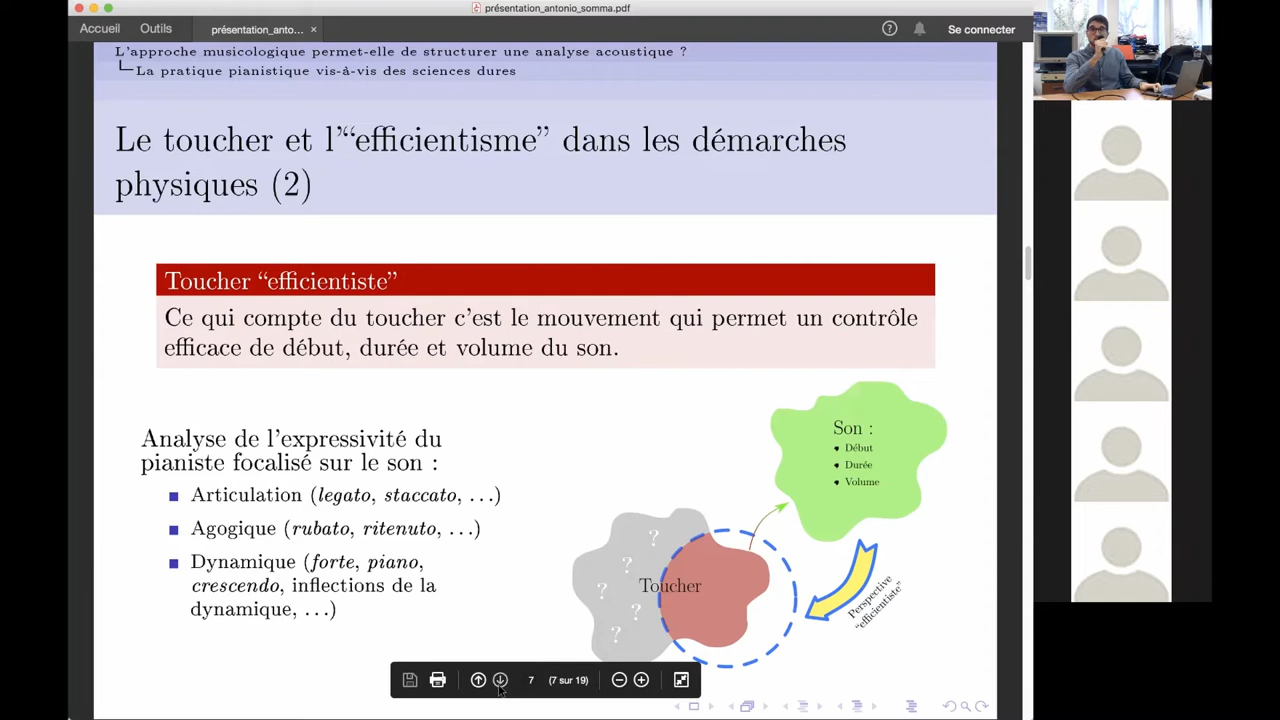 présentation_antonio_somma.pdf
Accueil
Outils
présentation_anto...
×
?
Se connecter
L'approche musicologique permet-elle de structurer une analyse acoustique ?
La pratique pianistique vis-à-vis des sciences dures
Le toucher et l'“efficientisme” dans les démarches
physiques (2)
Toucher “efficientiste”
Ce qui compte du toucher c'est le mouvement qui permet un contrôle
efficace de début, durée et volume du son.
Analyse de l'expressivité du
pianiste focalisé sur le son :
Articulation (legato, staccato, ...)
Agogique (rubato, ritenuto, ...)
Dynamique (forte, piano,
crescendo, inflections de la
dynamique, ...)
Son :
Début
Durée
Volume
?
?
?
?
?
Toucher
Perspective
“efficientiste”
7 (7 sur 19)